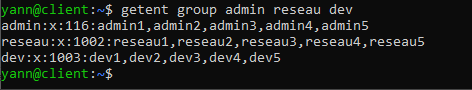 yann@client:~$ getent group admin reseau dev
admin:x:116:admin1,admin2,admin3,admin4,admin5
reseau:x:1002:reseau1,reseau2,reseau3,reseau4,reseau5
dev:x:1003:dev1,dev2,dev3,dev4,dev5
yann@client:~$